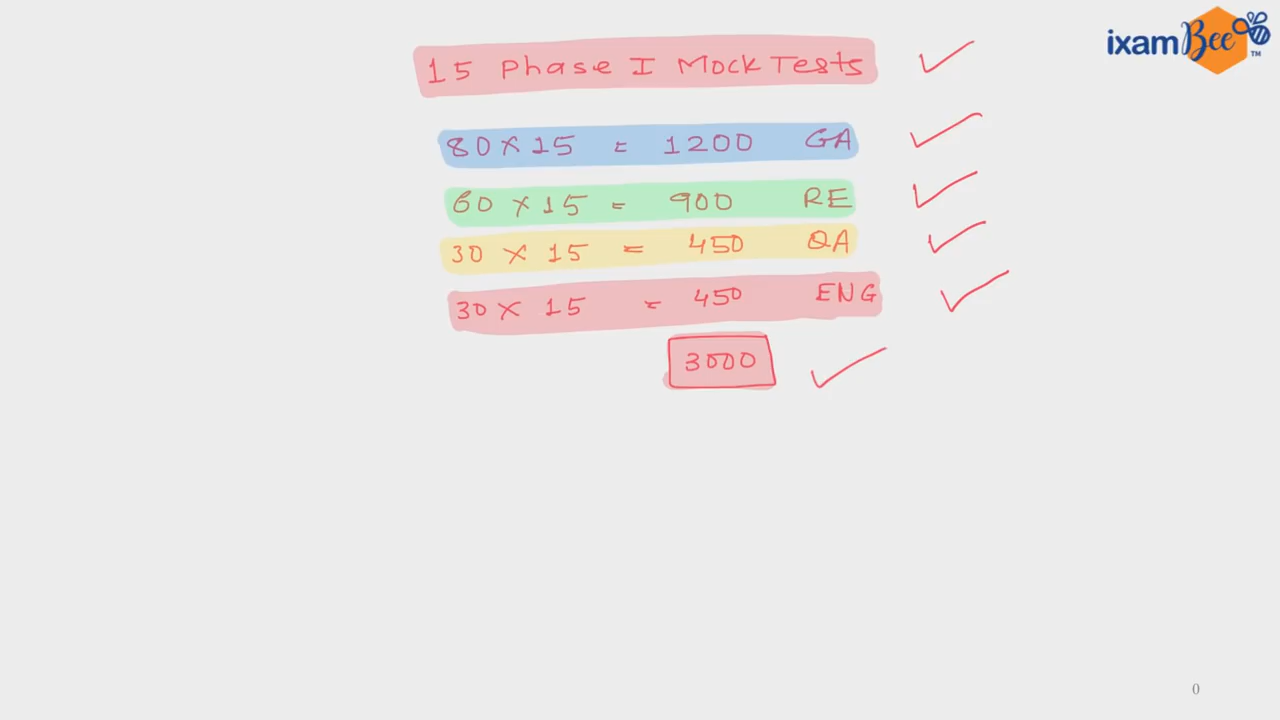 ixamBee™
15 Phase I Mock Tests
80 × 15 = 1200 GA
60 × 15 = 900 RE
30 × 15 = 450 QA
30 × 15 = 450 ENG
3000
0